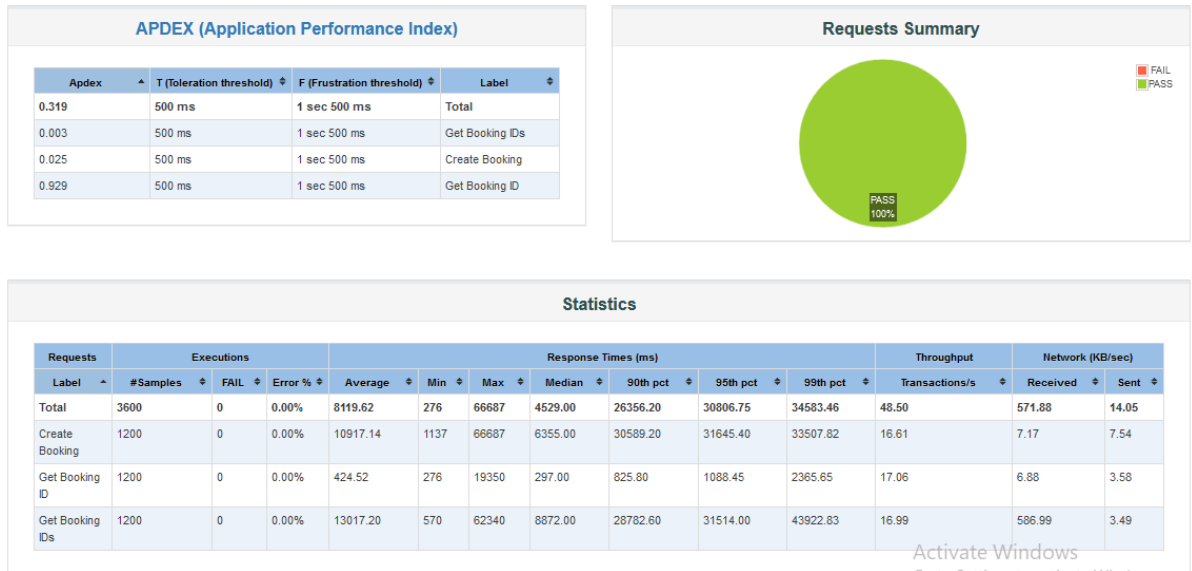 APDEX (Application Performance Index)
Apdex T (Toleration threshold) F (Frustration threshold) Label
0.319 500 ms 1 sec 500 ms Total
0.003 500 ms 1 sec 500 ms Get Booking IDs
0.025 500 ms 1 sec 500 ms Create Booking
0.929 500 ms 1 sec 500 ms Get Booking ID
Requests Summary
FAIL
PASS
PASS
100%
Statistics
Requests Executions Response Times (ms) Throughput Network (KB/sec)
Label #Samples FAIL Error % Average Min Max Median 90th pct 95th pct 99th pct Transactions/s Received Sent
Total 3600 0 0.00% 8119.62 276 66687 4529.00 26356.20 30806.75 34583.46 48.50 571.88 14.05
Create 1200 0 0.00% 10917.14 1137 66687 6355.00 30589.20 31645.40 33507.82 16.61 7.17 7.54
Booking
Get Booking 1200 0 0.00% 424.52 276 19350 297.00 825.80 1088.45 2365.65 17.06 6.88 3.58
ID
Get Booking 1200 0 0.00% 13017.20 570 62340 8872.00 28782.60 31514.00 43922.83 16.99 586.99 3.49
IDs
Activate Windows